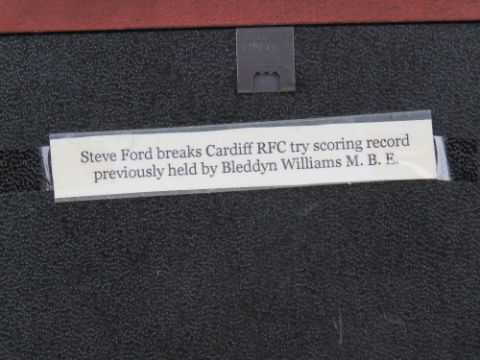 Steve Ford breaks Cardiff RFC try scoring record
previously held by Bleddyn Williams M. B. E.